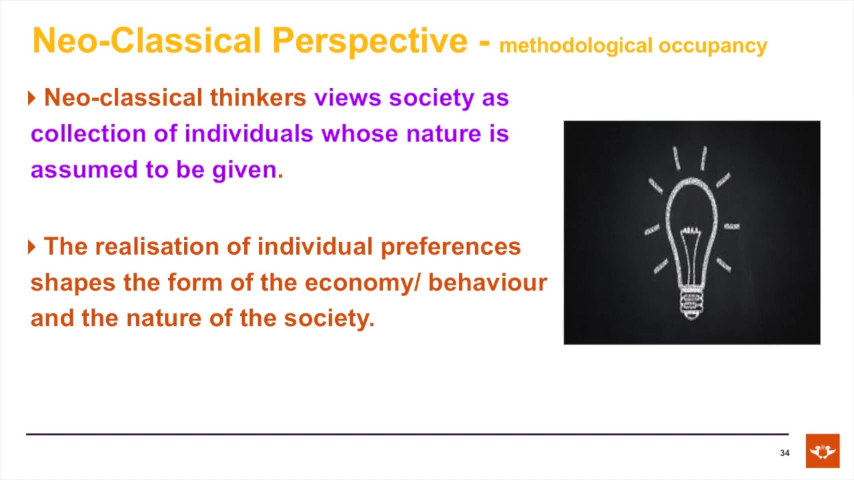 Neo-Classical Perspective - methodological occupancy
Neo-classical thinkers views society as
collection of individuals whose nature is
assumed to be given.
The realisation of individual preferences
shapes the form of the economy/ behaviour
and the nature of the society.
34